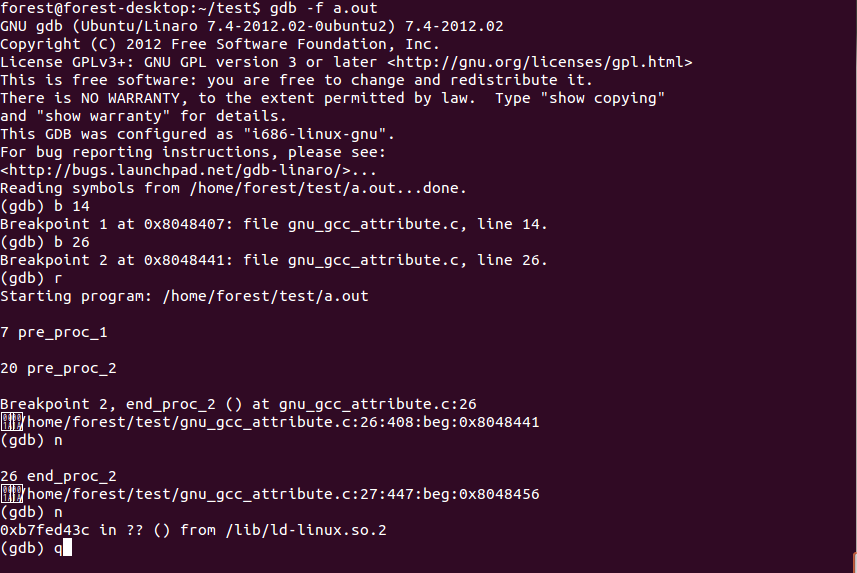 forest@forest-desktop:~/test$ gdb -f a.out
GNU gdb (Ubuntu/Linaro 7.4-2012.02-0ubuntu2) 7.4-2012.02
Copyright (C) 2012 Free Software Foundation, Inc.
License GPLv3+: GNU GPL version 3 or later <http://gnu.org/licenses/gpl.html>
This is free software: you are free to change and redistribute it.
There is NO WARRANTY, to the extent permitted by law.  Type "show copying"
and "show warranty" for details.
This GDB was configured as "i686-linux-gnu".
For bug reporting instructions, please see:
<http://bugs.launchpad.net/gdb-linaro/>...
Reading symbols from /home/forest/test/a.out...done.
(gdb) b 14
Breakpoint 1 at 0x8048407: file gnu_gcc_attribute.c, line 14.
(gdb) b 26
Breakpoint 2 at 0x8048441: file gnu_gcc_attribute.c, line 26.
(gdb) r
Starting program: /home/forest/test/a.out
7 pre_proc_1
20 pre_proc_2
Breakpoint 2, end_proc_2 () at gnu_gcc_attribute.c:26
/home/forest/test/gnu_gcc_attribute.c:26:408:beg:0x8048441
(gdb) n
26 end_proc_2
/home/forest/test/gnu_gcc_attribute.c:27:447:beg:0x8048456
(gdb) n
0xb7fed43c in ?? () from /lib/ld-linux.so.2
(gdb) q